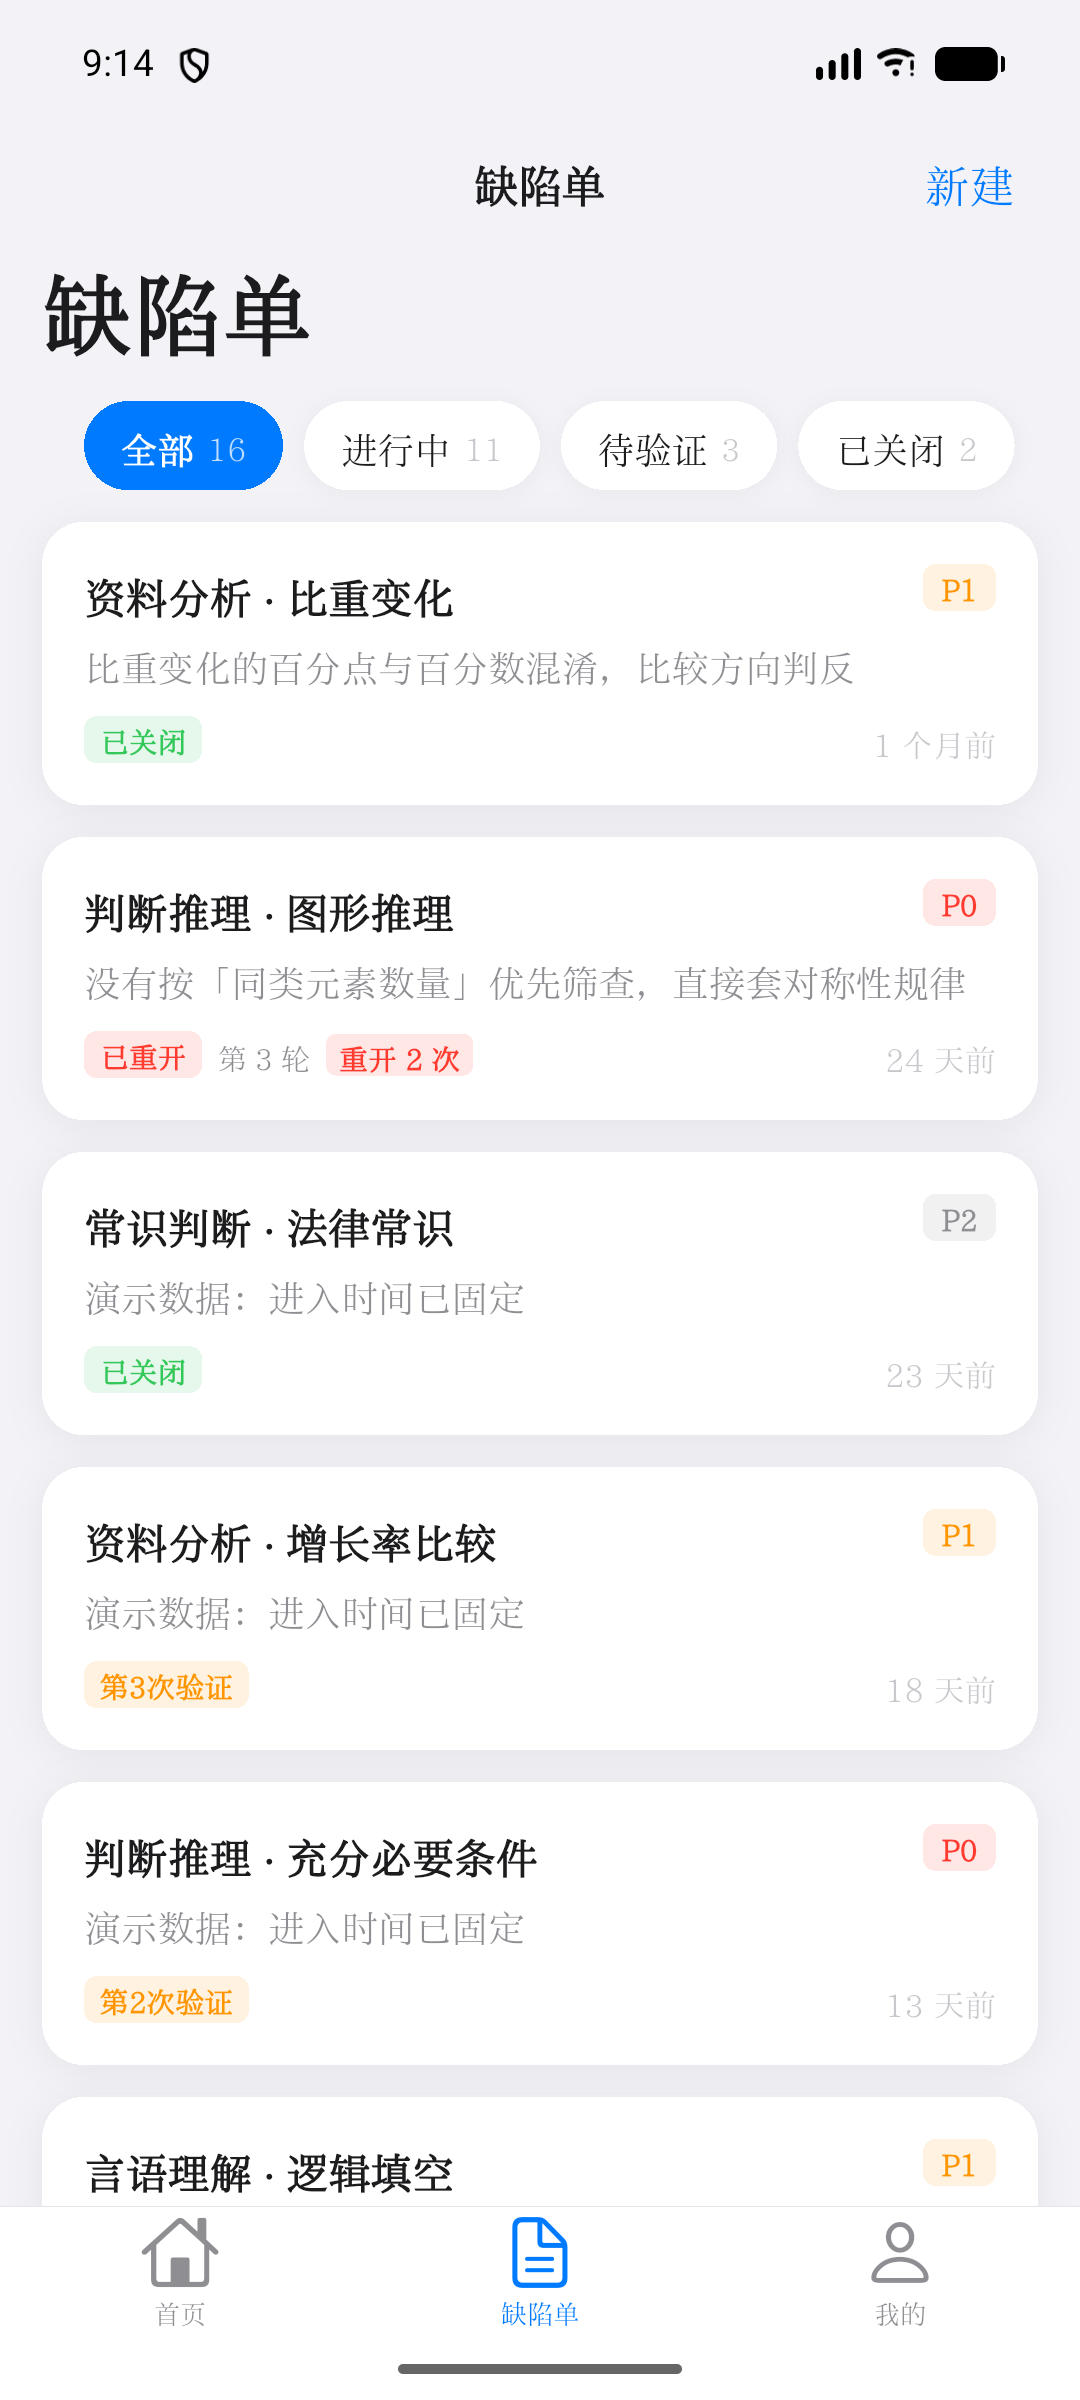 9:14
缺陷单
新建
缺陷单
全部 16
进行中 11
待验证 3
已关闭 2
资料分析 · 比重变化
P1
比重变化的百分点与百分数混淆，比较方向判反
已关闭
1 个月前
判断推理 · 图形推理
P0
没有按「同类元素数量」优先筛查，直接套对称性规律
已重开 第 3 轮 重开 2 次
24 天前
常识判断 · 法律常识
P2
演示数据：进入时间已固定
已关闭
23 天前
资料分析 · 增长率比较
P1
演示数据：进入时间已固定
第3次验证
18 天前
判断推理 · 充分必要条件
P0
演示数据：进入时间已固定
第2次验证
13 天前
言语理解 · 逻辑填空
P1
首页
缺陷单
我的